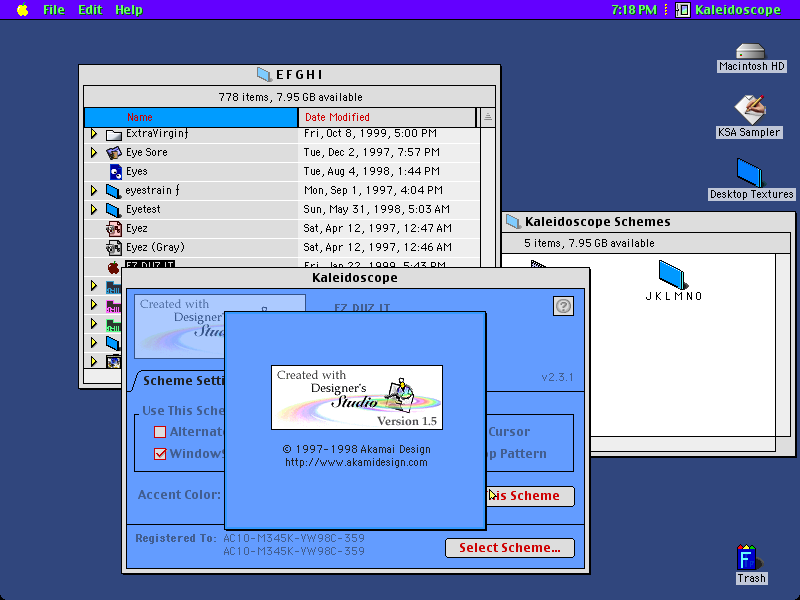 File Edit Help
7:18 PM Kaleidoscope
Macintosh HD
KSA Sampler
Desktop Textures
E F G H I
778 items, 7.95 GB available
Name Date Modified
ExtraVirgin ƒ Fri, Oct 8, 1999, 5:00 PM
Eye Sore Tue, Dec 2, 1997, 7:57 PM
Eyes Tue, Aug 4, 1998, 1:44 PM
eyestrain ƒ Mon, Sep 1, 1997, 4:04 PM
Eyetest Sun, May 31, 1998, 5:03 AM
Eyez Sat, Apr 12, 1997, 12:47 AM
Eyez (Gray) Sat, Apr 12, 1997, 12:46 AM
EZ DUZ IT Fri, Jan 22, 1999, 5:43 PM
Kaleidoscope Schemes
5 items, 7.95 GB available
J K L M N O
Kaleidoscope
Created with
Designer's
Stu
EZ DUZ IT
?
v2.3.1
Scheme Setti
Use This Sche
Alternat
Cursor
Window
p Pattern
Accent Color:
his Scheme
Registered To: AC10-M345K-YW98C-359
AC10-M345K-YW98C-359
Select Scheme...
Created with
Designer's
Studio
Version 1.5
© 1997-1998 Akamai Design
http://www.akamidesign.com
Trash